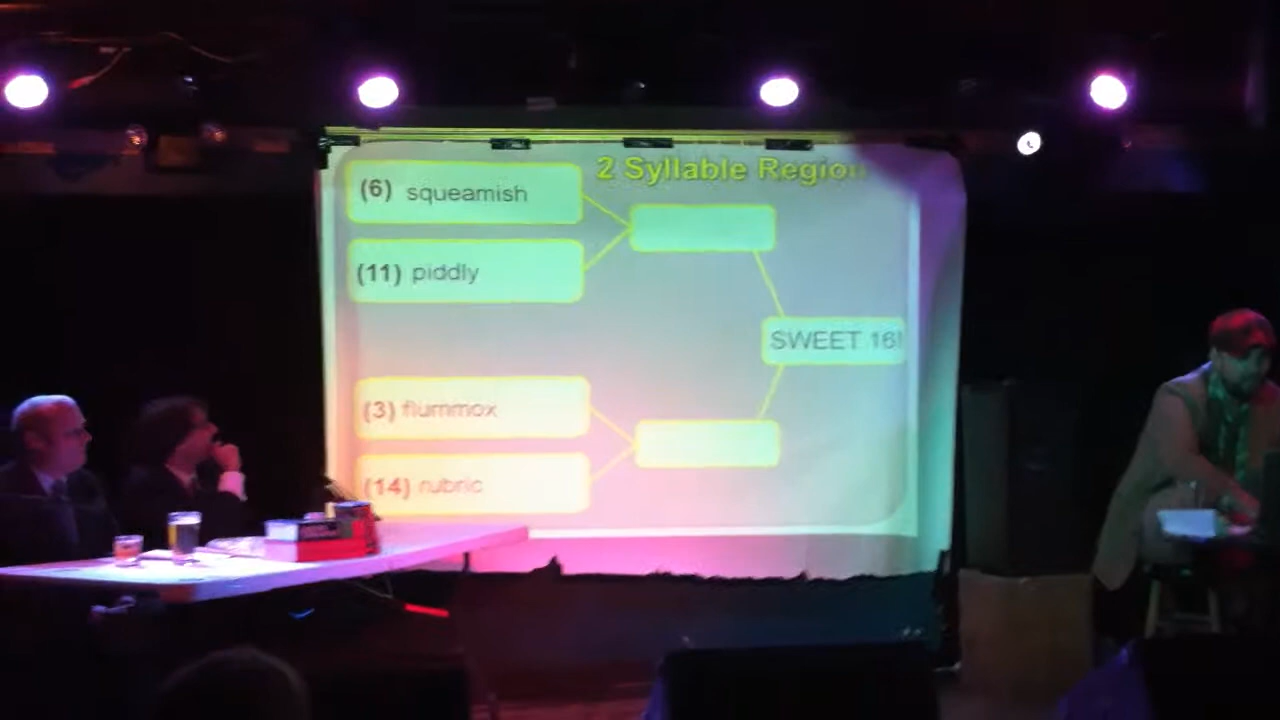 2 Syllable Region
(6) squeamish
(11) piddly
SWEET 16!
(3) flummox
(14) rubric